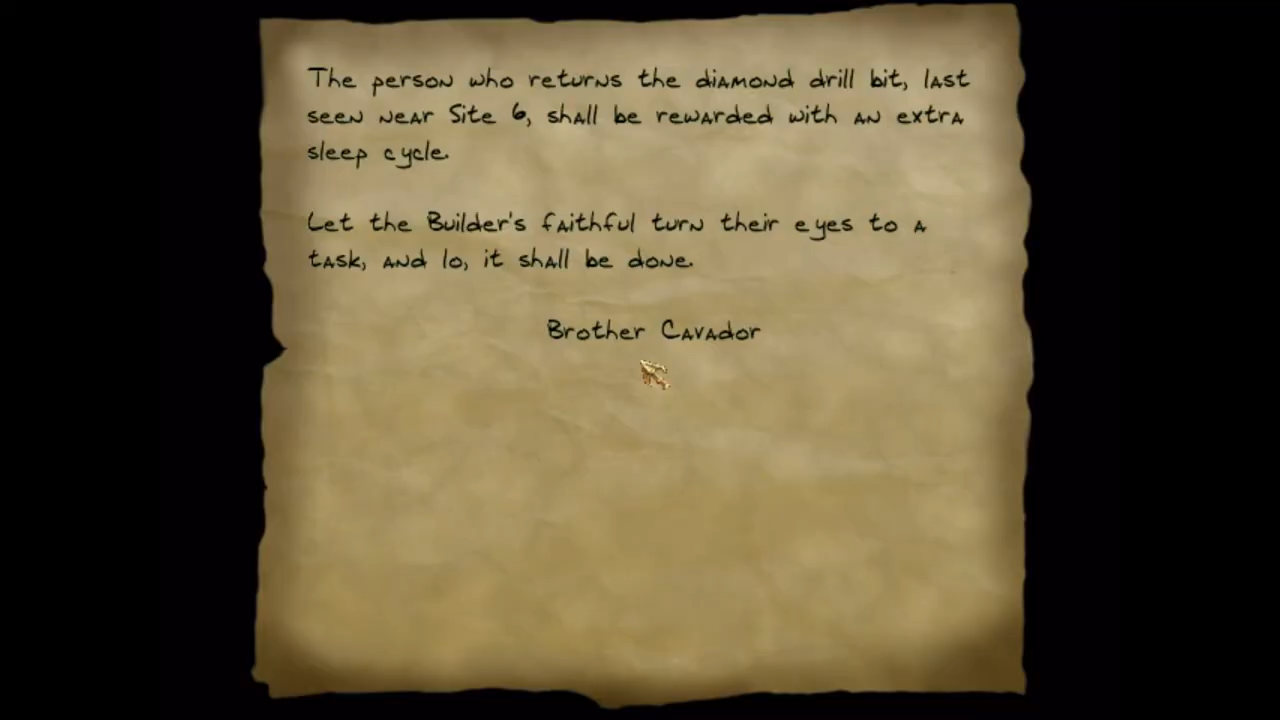 The person who returns the diamond drill bit, last
seen near Site 6, shall be rewarded with an extra
sleep cycle.
Let the Builder's faithful turn their eyes to a
task, and lo, it shall be done.
Brother Cavador